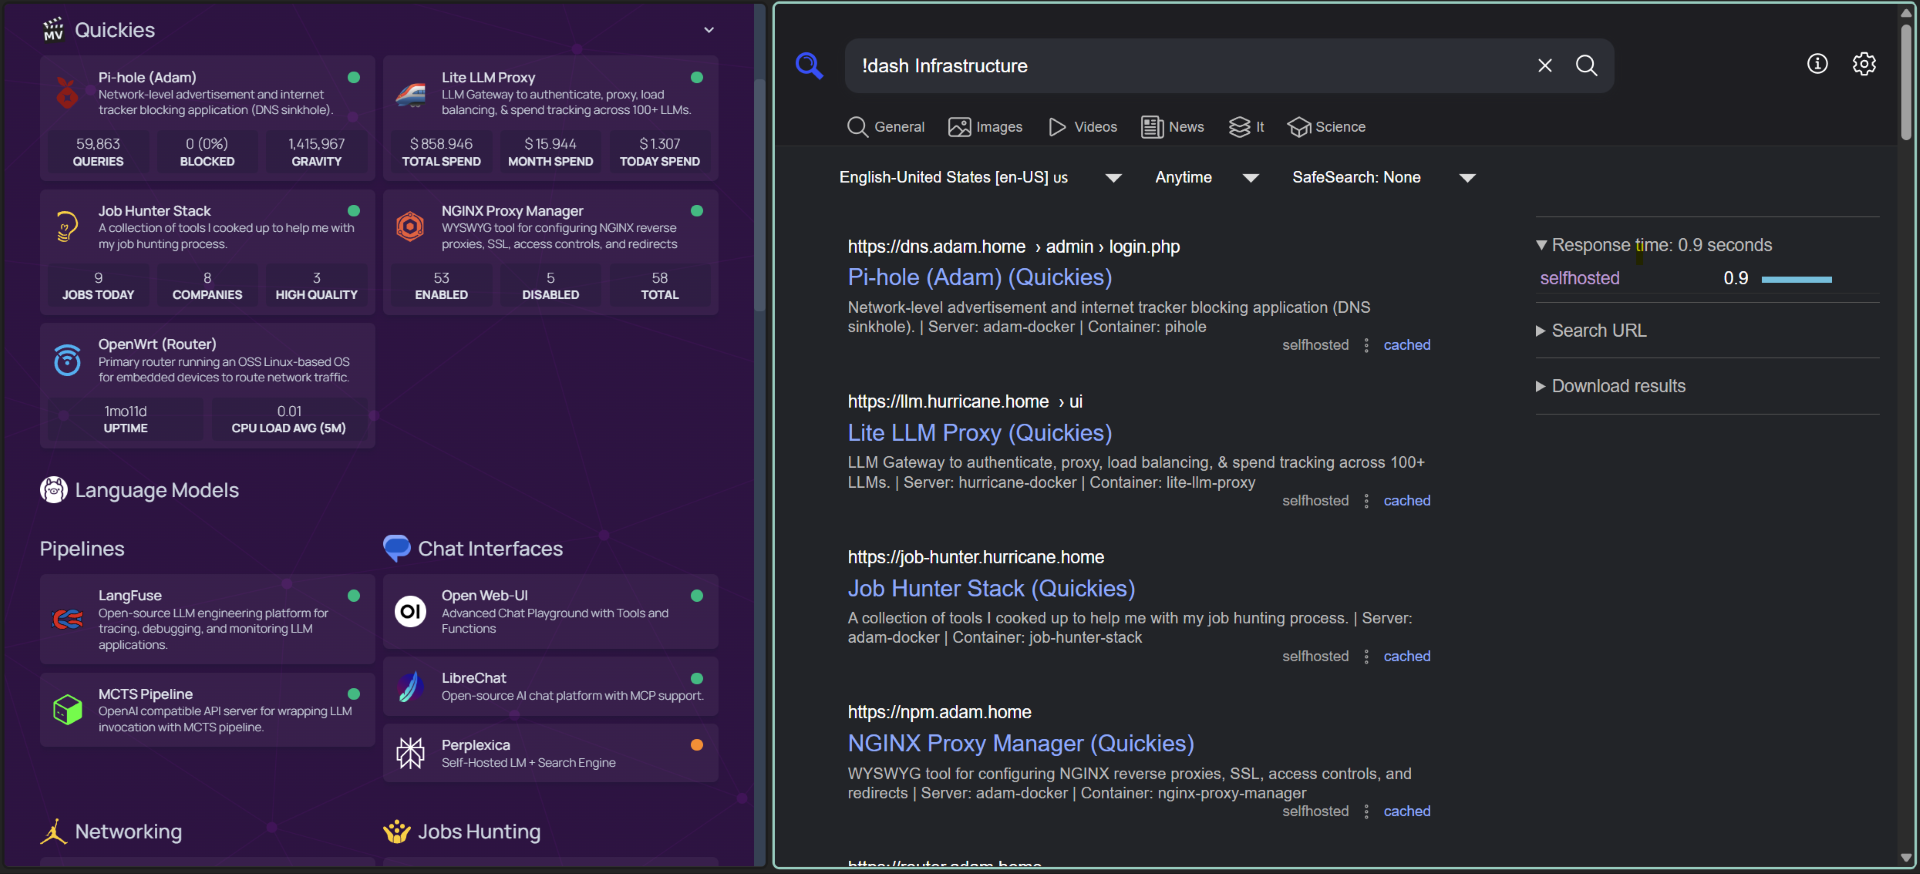 MV
Quickies
Pi-hole (Adam)
Network-level advertisement and internet
tracker blocking application (DNS sinkhole).
59,863
QUERIES
0 (0%)
BLOCKED
1,415,967
GRAVITY
Lite LLM Proxy
LLM Gateway to authenticate, proxy, load
balancing, & spend tracking across 100+ LLMs.
$ 858.946
TOTAL SPEND
$ 15.944
MONTH SPEND
$ 1.307
TODAY SPEND
Job Hunter Stack
A collection of tools I cooked up to help me with
my job hunting process.
9
JOBS TODAY
8
COMPANIES
3
HIGH QUALITY
NGINX Proxy Manager
WYSWYG tool for configuring NGINX reverse
proxies, SSL, access controls, and redirects
53
ENABLED
5
DISABLED
58
TOTAL
OpenWrt (Router)
Primary router running an OSS Linux-based OS
for embedded devices to route network traffic.
1mo11d
UPTIME
0.01
CPU LOAD AVG (5M)
Language Models
Pipelines
LangFuse
Open-source LLM engineering platform for
tracing, debugging, and monitoring LLM
applications.
MCTS Pipeline
OpenAI compatible API server for wrapping LLM
invocation with MCTS pipeline.
Chat Interfaces
OI
Open Web-UI
Advanced Chat Playground with Tools and
Functions
LibreChat
Open-source AI chat platform with MCP support.
Perplexica
Self-Hosted LM + Search Engine
Networking
Jobs Hunting
!dash Infrastructure
General
Images
Videos
News
It
Science
English-United States [en-US] us
Anytime
SafeSearch: None
https://dns.adam.home › admin › login.php
Pi-hole (Adam) (Quickies)
Network-level advertisement and internet tracker blocking application (DNS
sinkhole). | Server: adam-docker | Container: pihole
selfhosted
cached
https://llm.hurricane.home › ui
Lite LLM Proxy (Quickies)
LLM Gateway to authenticate, proxy, load balancing, & spend tracking across 100+
LLMs. | Server: hurricane-docker | Container: lite-llm-proxy
selfhosted
cached
https://job-hunter.hurricane.home
Job Hunter Stack (Quickies)
A collection of tools I cooked up to help me with my job hunting process. | Server:
adam-docker | Container: job-hunter-stack
selfhosted
cached
https://npm.adam.home
NGINX Proxy Manager (Quickies)
WYSWYG tool for configuring NGINX reverse proxies, SSL, access controls, and
redirects | Server: adam-docker | Container: nginx-proxy-manager
selfhosted
cached
https://router.adam.home
Response time: 0.9 seconds
selfhosted
0.9
Search URL
Download results